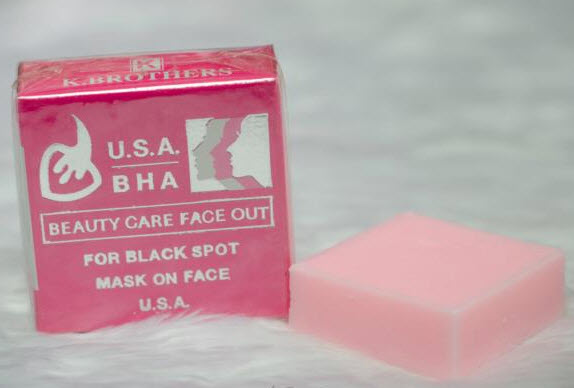 K
K.BROTHERS
U.S.A.
BHA
BEAUTY CARE FACE OUT
FOR BLACK SPOT
MASK ON FACE
U.S.A.